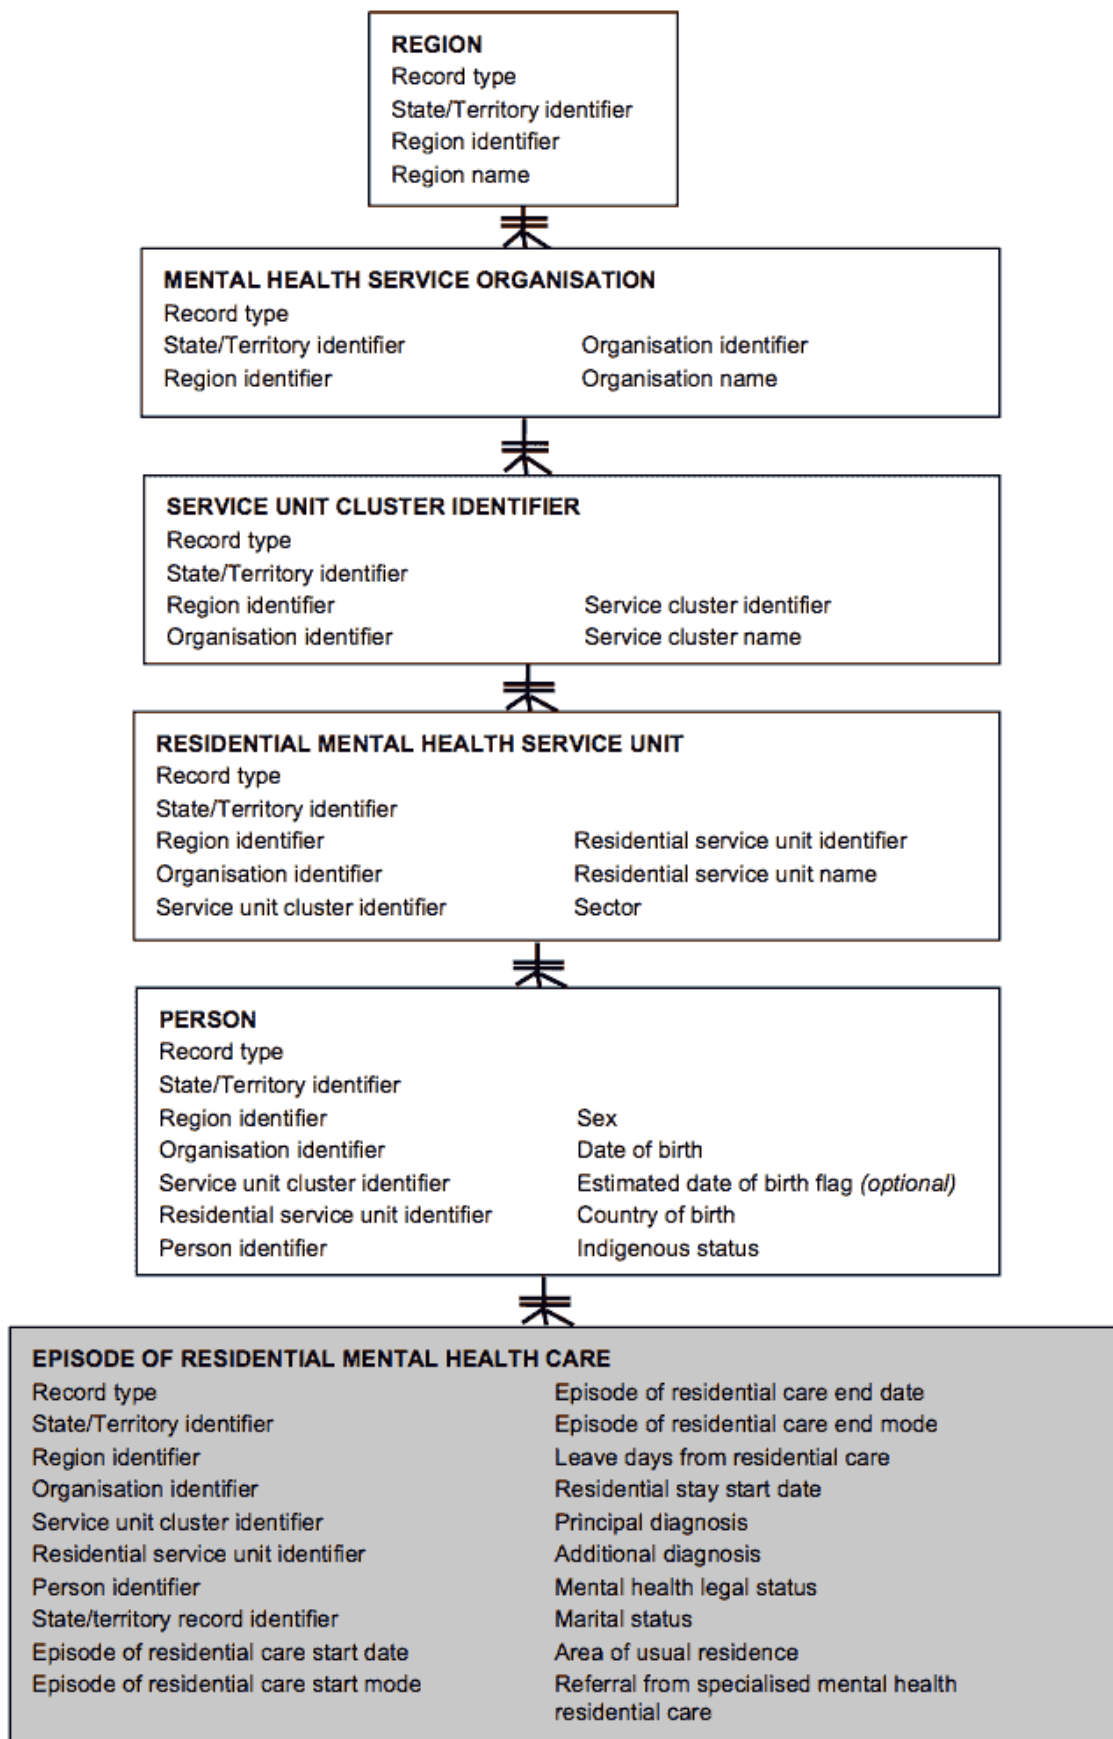 REGION
Record type
State/Territory identifier
Region identifier
Region name
MENTAL HEALTH SERVICE ORGANISATION
Record type
State/Territory identifier
Region identifier
Organisation identifier
Organisation name
SERVICE UNIT CLUSTER IDENTIFIER
Record type
State/Territory identifier
Region identifier
Organisation identifier
Service cluster identifier
Service cluster name
RESIDENTIAL MENTAL HEALTH SERVICE UNIT
Record type
State/Territory identifier
Region identifier
Organisation identifier
Service unit cluster identifier
Residential service unit identifier
Residential service unit name
Sector
PERSON
Record type
State/Territory identifier
Region identifier
Organisation identifier
Service unit cluster identifier
Residential service unit identifier
Person identifier
Sex
Date of birth
Estimated date of birth flag (optional)
Country of birth
Indigenous status
EPISODE OF RESIDENTIAL MENTAL HEALTH CARE
Record type
State/Territory identifier
Region identifier
Organisation identifier
Service unit cluster identifier
Residential service unit identifier
Person identifier
State/territory record identifier
Episode of residential care start date
Episode of residential care start mode
Episode of residential care end date
Episode of residential care end mode
Leave days from residential care
Residential stay start date
Principal diagnosis
Additional diagnosis
Mental health legal status
Marital status
Area of usual residence
Referral from specialised mental health
residential care